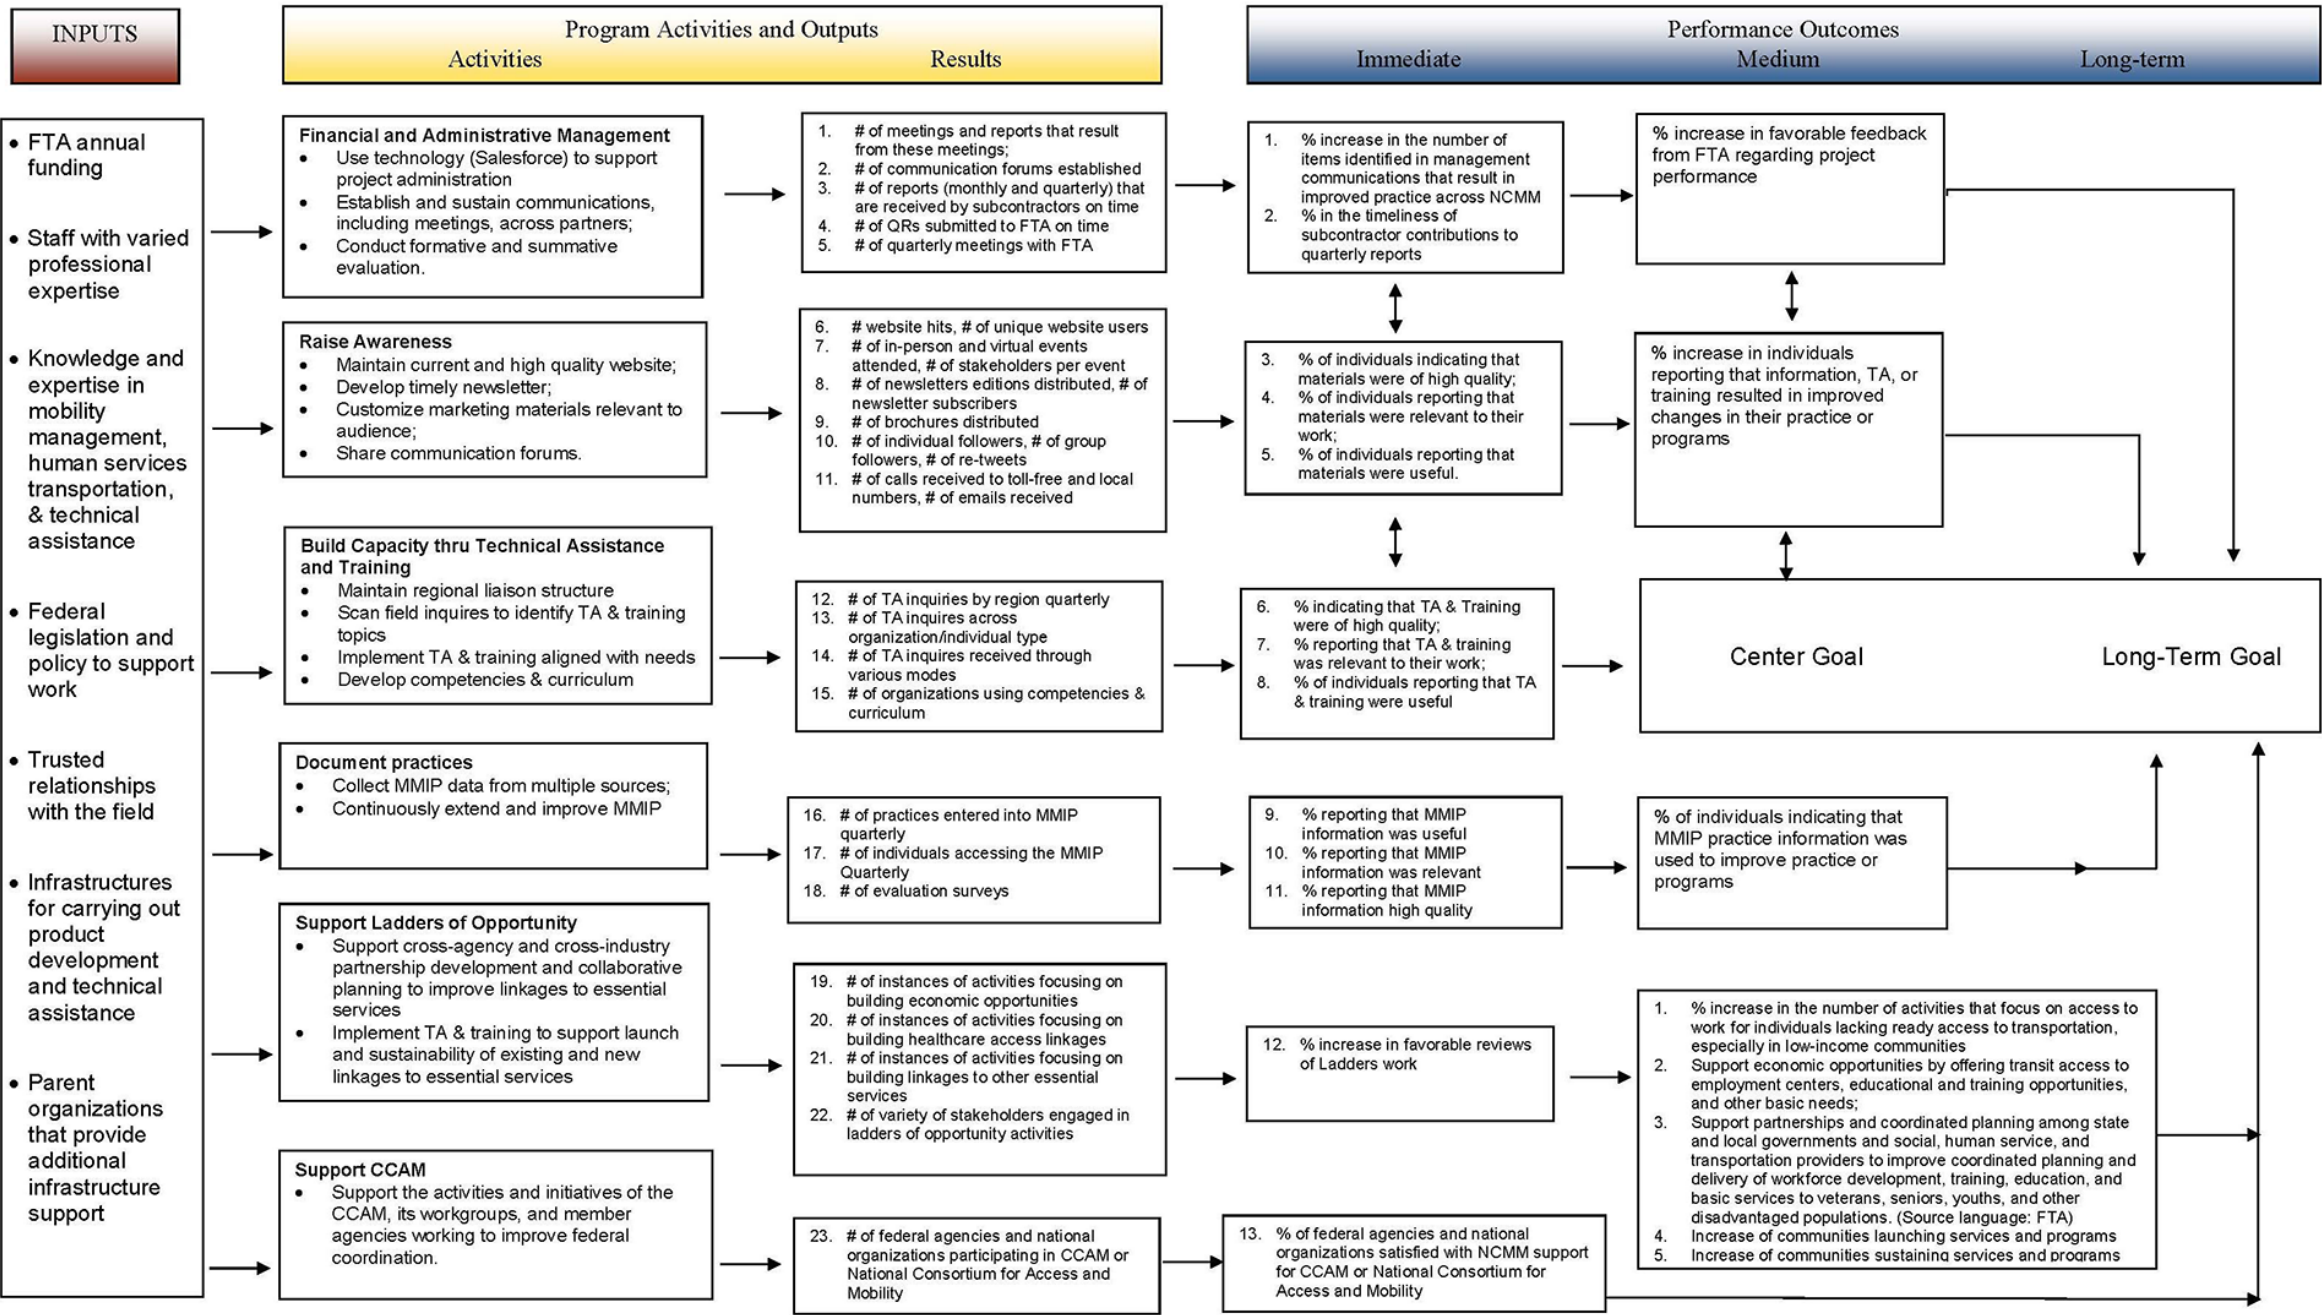 INPUTS
Program Activities and Outputs
Activities
Results
Performance Outcomes
Immediate
Medium
Long-term
• FTA annual
funding
• Staff with varied
professional
expertise
• Knowledge and
expertise in
mobility
management,
human services
transportation,
& technical
assistance
• Federal
legislation and
policy to support
work
• Trusted
relationships
with the field
• Infrastructures
for carrying out
product
development
and technical
assistance
• Parent
organizations
that provide
additional
infrastructure
support
Financial and Administrative Management
• Use technology (Salesforce) to support
project administration
• Establish and sustain communications,
including meetings, across partners;
• Conduct formative and summative
evaluation.
1. # of meetings and reports that result
from these meetings;
2. # of communication forums established
3. # of reports (monthly and quarterly) that
are received by subcontractors on time
4. # of QRs submitted to FTA on time
5. # of quarterly meetings with FTA
1. % increase in the number of
items identified in management
communications that result in
improved practice across NCMM
2. % in the timeliness of
subcontractor contributions to
quarterly reports
% increase in favorable feedback
from FTA regarding project
performance
Raise Awareness
• Maintain current and high quality website;
• Develop timely newsletter;
• Customize marketing materials relevant to
audience;
• Share communication forums.
6. # website hits, # of unique website users
7. # of in-person and virtual events
attended, # of stakeholders per event
8. # of newsletters editions distributed, # of
newsletter subscribers
9. # of brochures distributed
10. # of individual followers, # of group
followers, # of re-tweets
11. # of calls received to toll-free and local
numbers, # of emails received
3. % of individuals indicating that
materials were of high quality;
4. % of individuals reporting that
materials were relevant to their
work;
5. % of individuals reporting that
materials were useful.
% increase in individuals
reporting that information, TA, or
training resulted in improved
changes in their practice or
programs
Build Capacity thru Technical Assistance
and Training
• Maintain regional liaison structure
• Scan field inquires to identify TA & training
topics
• Implement TA & training aligned with needs
• Develop competencies & curriculum
12. # of TA inquiries by region quarterly
13. # of TA inquires across
organization/individual type
14. # of TA inquires received through
various modes
15. # of organizations using competencies &
curriculum
6. % indicating that TA & Training
were of high quality;
7. % reporting that TA & training
was relevant to their work;
8. % of individuals reporting that TA
& training were useful
Center Goal
Long-Term Goal
Document practices
• Collect MMIP data from multiple sources;
• Continuously extend and improve MMIP
16. # of practices entered into MMIP
quarterly
17. # of individuals accessing the MMIP
Quarterly
18. # of evaluation surveys
9. % reporting that MMIP
information was useful
10. % reporting that MMIP
information was relevant
11. % reporting that MMIP
information high quality
% of individuals indicating that
MMIP practice information was
used to improve practice or
programs
Support Ladders of Opportunity
• Support cross-agency and cross-industry
partnership development and collaborative
planning to improve linkages to essential
services
• Implement TA & training to support launch
and sustainability of existing and new
linkages to essential services
19. # of instances of activities focusing on
building economic opportunities
20. # of instances of activities focusing on
building healthcare access linkages
21. # of instances of activities focusing on
building linkages to other essential
services
22. # of variety of stakeholders engaged in
ladders of opportunity activities
12. % increase in favorable reviews
of Ladders work
1. % increase in the number of activities that focus on access to
work for individuals lacking ready access to transportation,
especially in low-income communities
2. Support economic opportunities by offering transit access to
employment centers, educational and training opportunities,
and other basic needs;
3. Support partnerships and coordinated planning among state
and local governments and social, human service, and
transportation providers to improve coordinated planning and
delivery of workforce development, training, education, and
basic services to veterans, seniors, youths, and other
disadvantaged populations. (Source language: FTA)
4. Increase of communities launching services and programs
5. Increase of communities sustaining services and programs
Support CCAM
• Support the activities and initiatives of the
CCAM, its workgroups, and member
agencies working to improve federal
coordination.
23. # of federal agencies and national
organizations participating in CCAM or
National Consortium for Access and
Mobility
13. % of federal agencies and national
organizations satisfied with NCMM support
for CCAM or National Consortium for
Access and Mobility